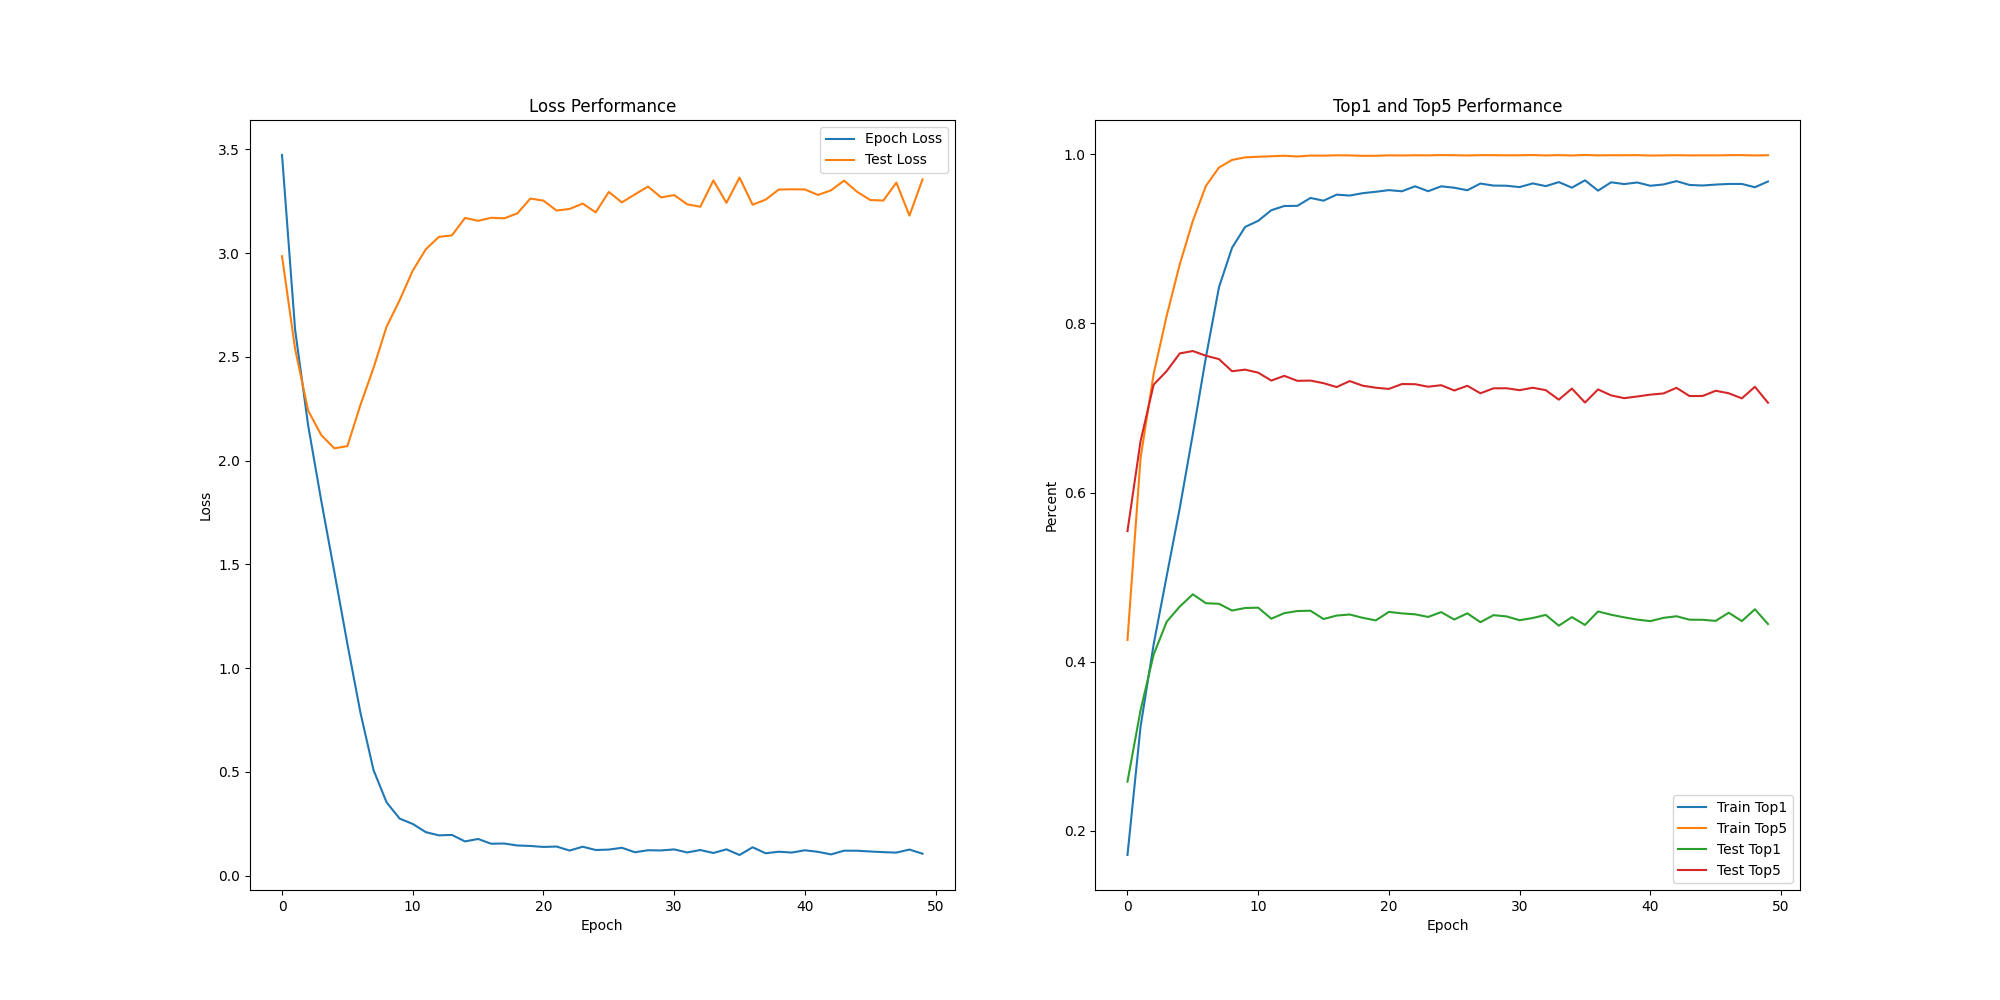 Loss Performance
Epoch Loss
Test Loss
3.5
3.0
2.5
2.0
1.5
1.0
0.5
0.0
Loss
0 10 20 30 40 50
Epoch
Top1 and Top5 Performance
1.0
0.8
0.6
0.4
0.2
Percent
Train Top1
Train Top5
Test Top1
Test Top5
0 10 20 30 40 50
Epoch